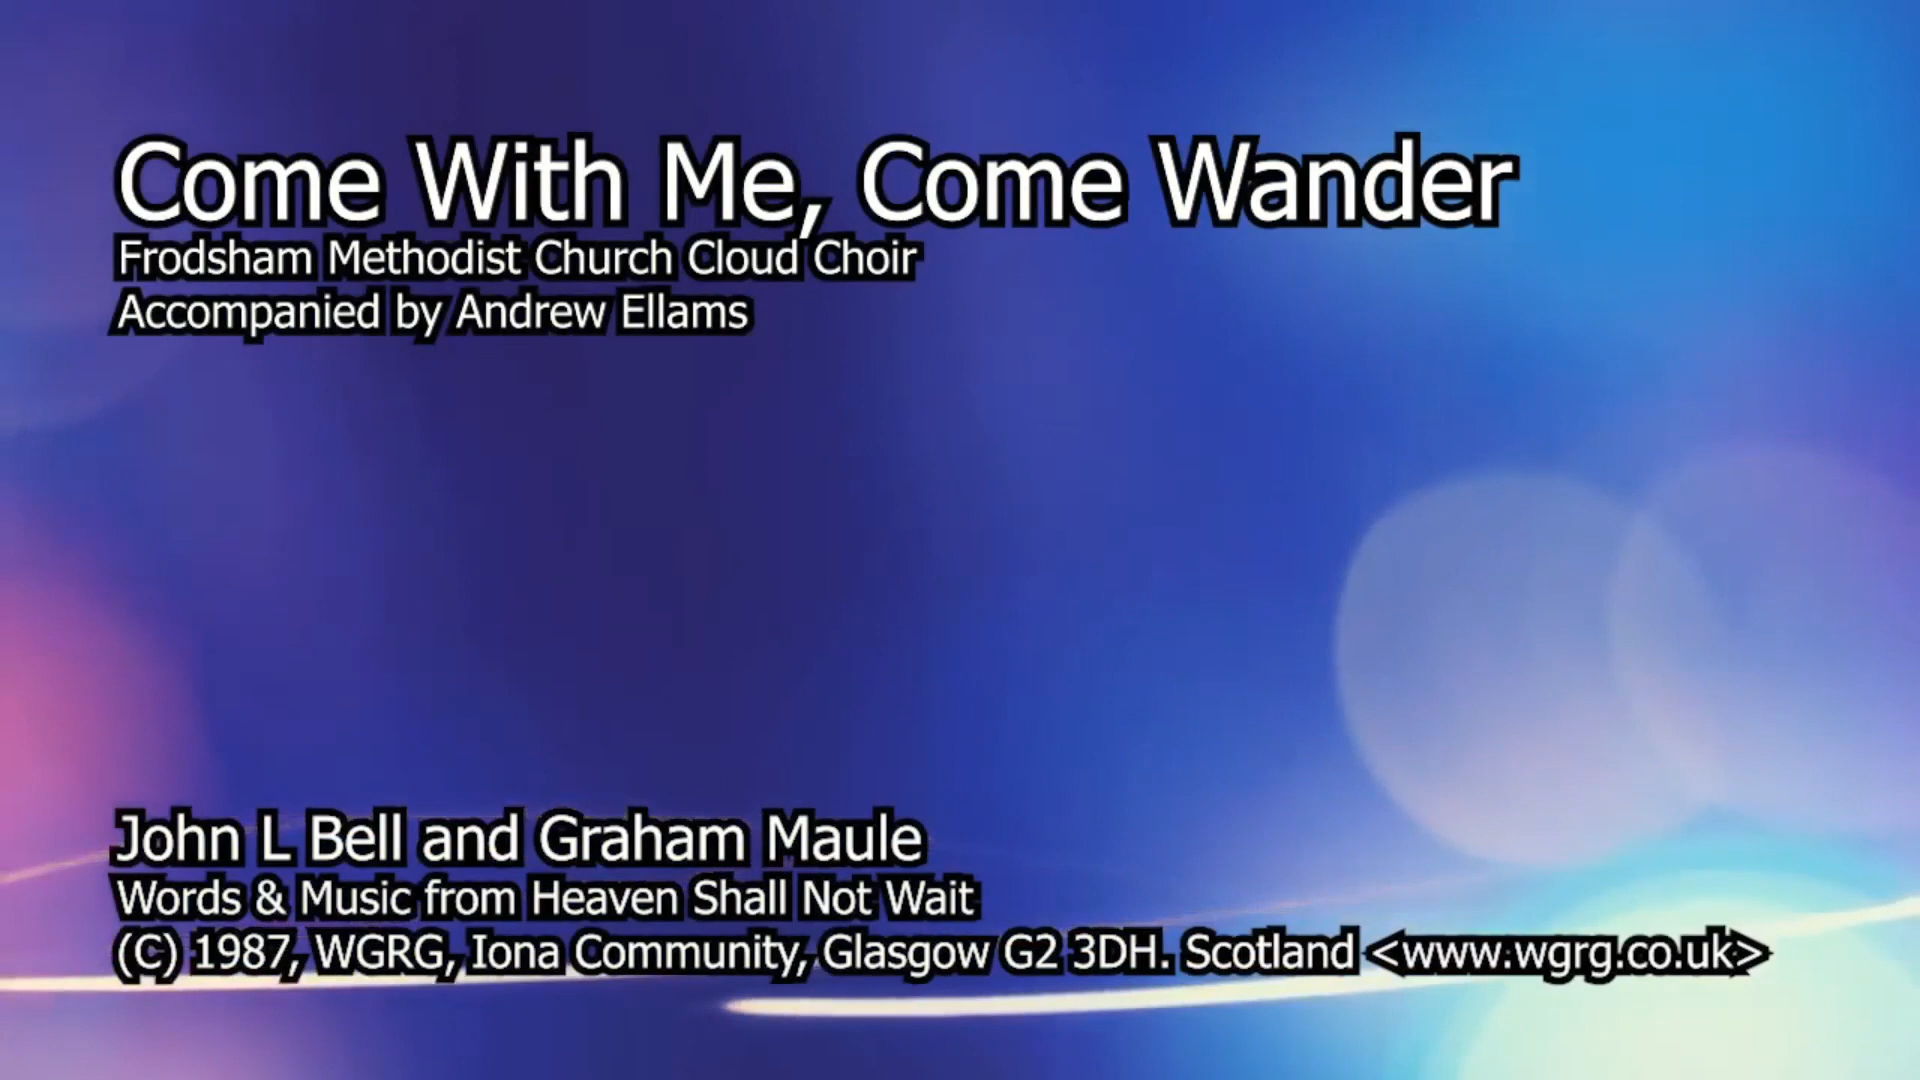 Come With Me, Come Wander
Frodsham Methodist Church Cloud Choir
Accompanied by Andrew Ellams
John L Bell and Graham Maule
Words & Music from Heaven Shall Not Wait
(C) 1987, WGRG, Iona Community, Glasgow G2 3DH. Scotland <www.wgrg.co.uk>